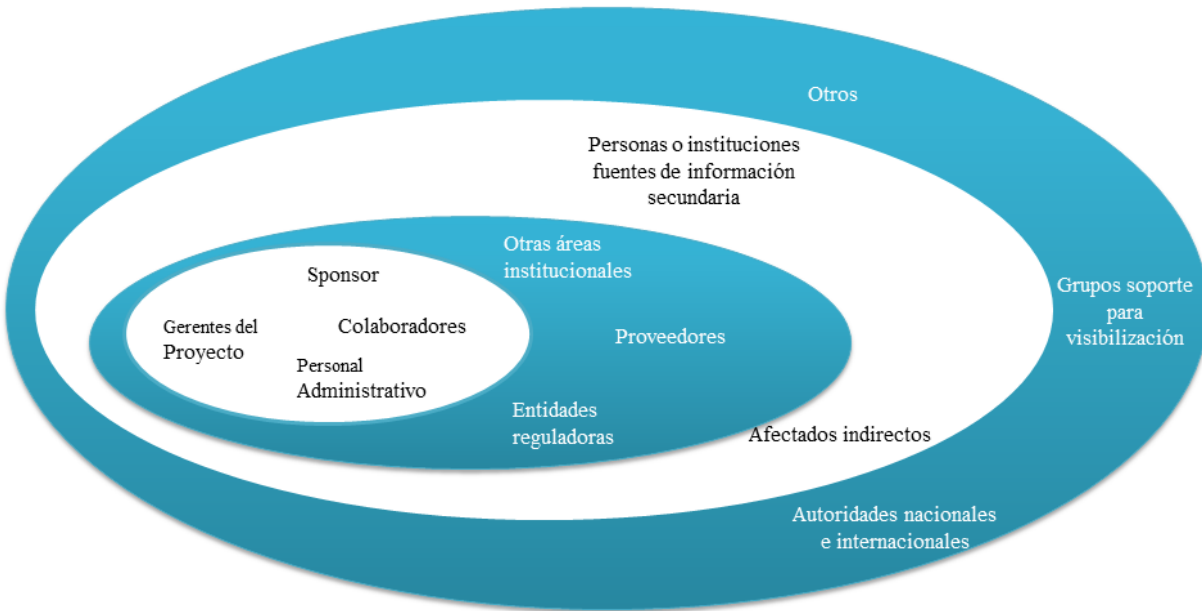 Otros
Personas o instituciones
fuentes de información
secundaria
Otras áreas
institucionales
Sponsor
Gerentes del
Proyecto
Colaboradores
Personal
Administrativo
Proveedores
Entidades
reguladoras
Grupos soporte
para
visibilización
Afectados indirectos
Autoridades nacionales
e internacionales